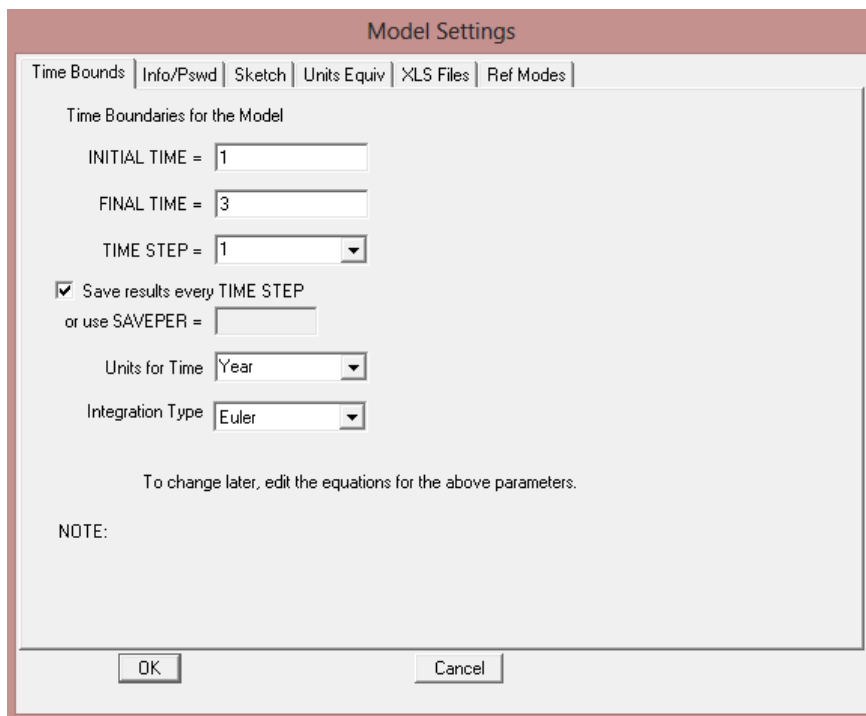 Model Settings
Time Bounds Info/Pswd Sketch Units Equiv XLS Files Ref Modes
Time Boundaries for the Model
INITIAL TIME = 1
FINAL TIME = 3
TIME STEP = 1
Save results every TIME STEP
or use SAVEPER =
Units for Time Year
Integration Type Euler
To change later, edit the equations for the above parameters.
NOTE:
OK Cancel